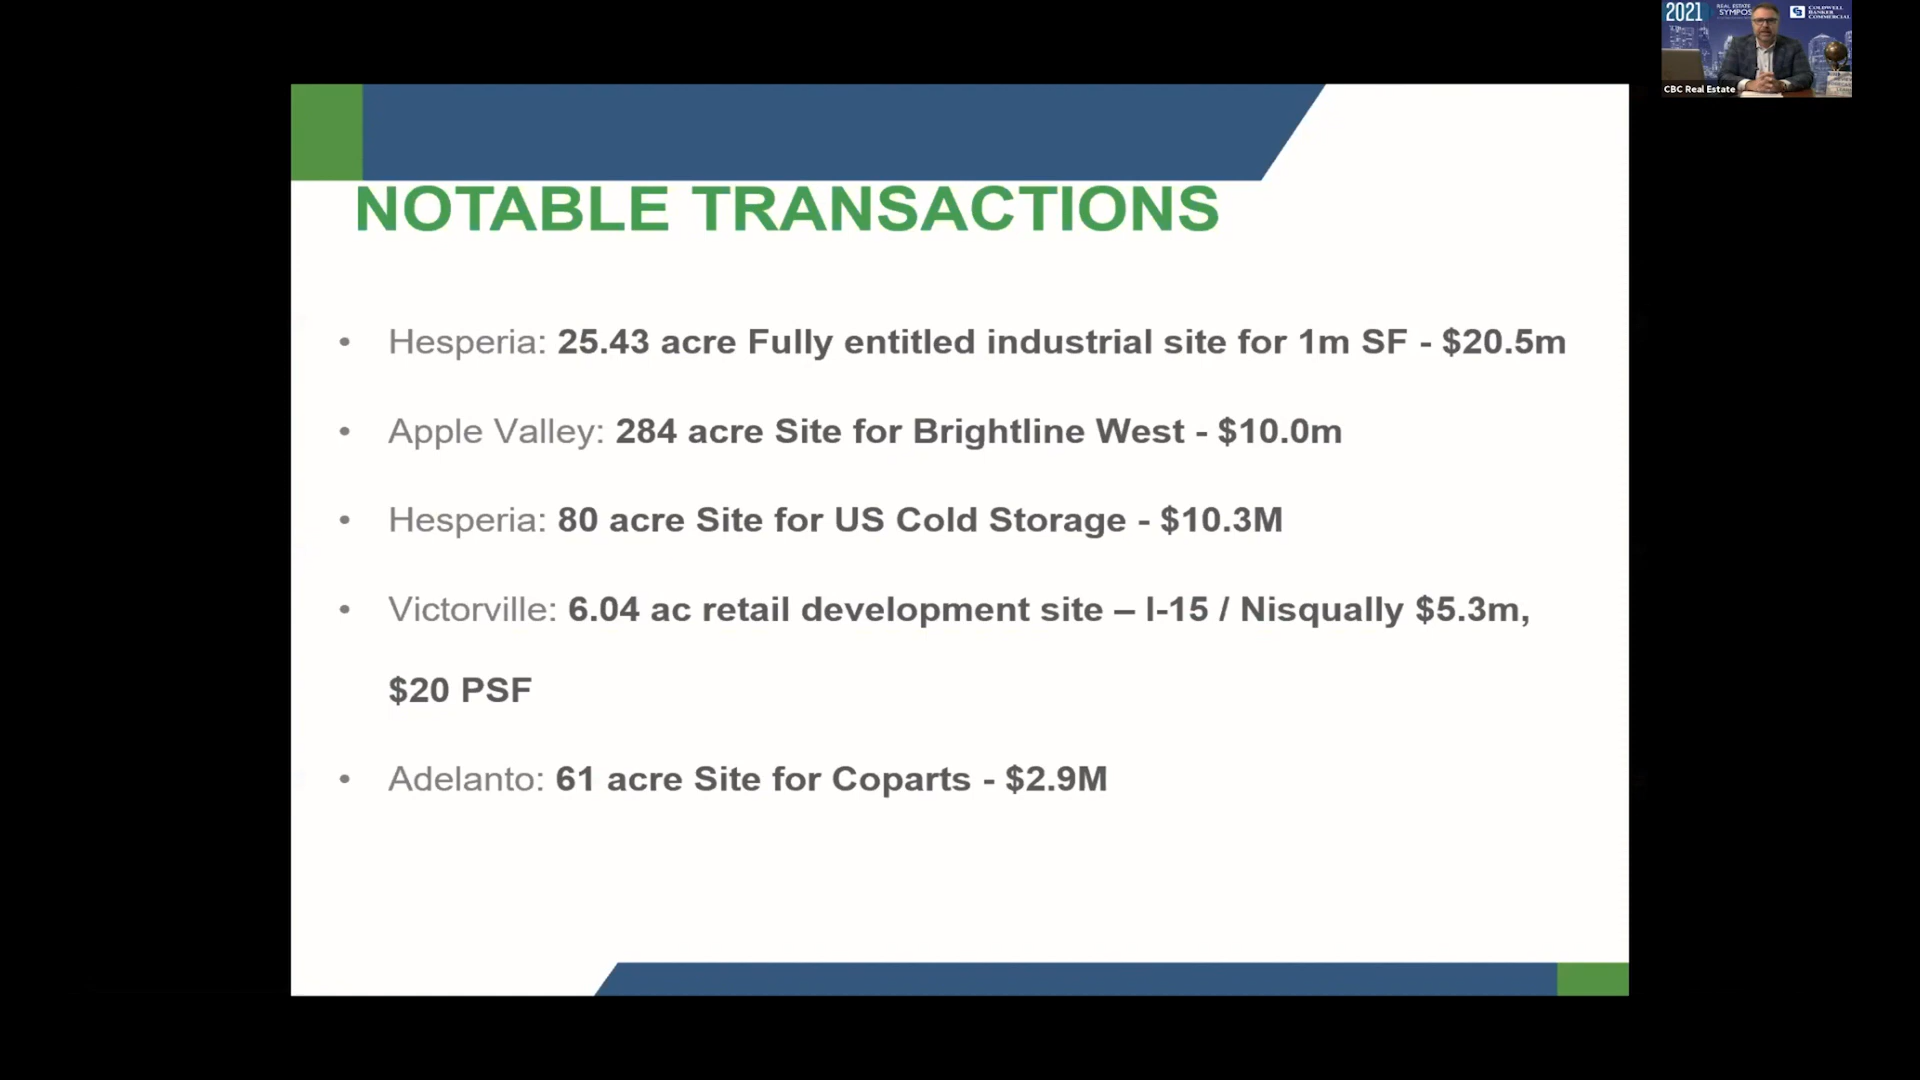 2021
REAL ESTATE
SYMPOS
COLDWELL
BANKER
COMMERCIAL
CBC Real Estate
NOTABLE TRANSACTIONS
• Hesperia: 25.43 acre Fully entitled industrial site for 1m SF - $20.5m
• Apple Valley: 284 acre Site for Brightline West - $10.0m
• Hesperia: 80 acre Site for US Cold Storage - $10.3M
• Victorville: 6.04 ac retail development site – I-15 / Nisqually $5.3m,
$20 PSF
• Adelanto: 61 acre Site for Coparts - $2.9M